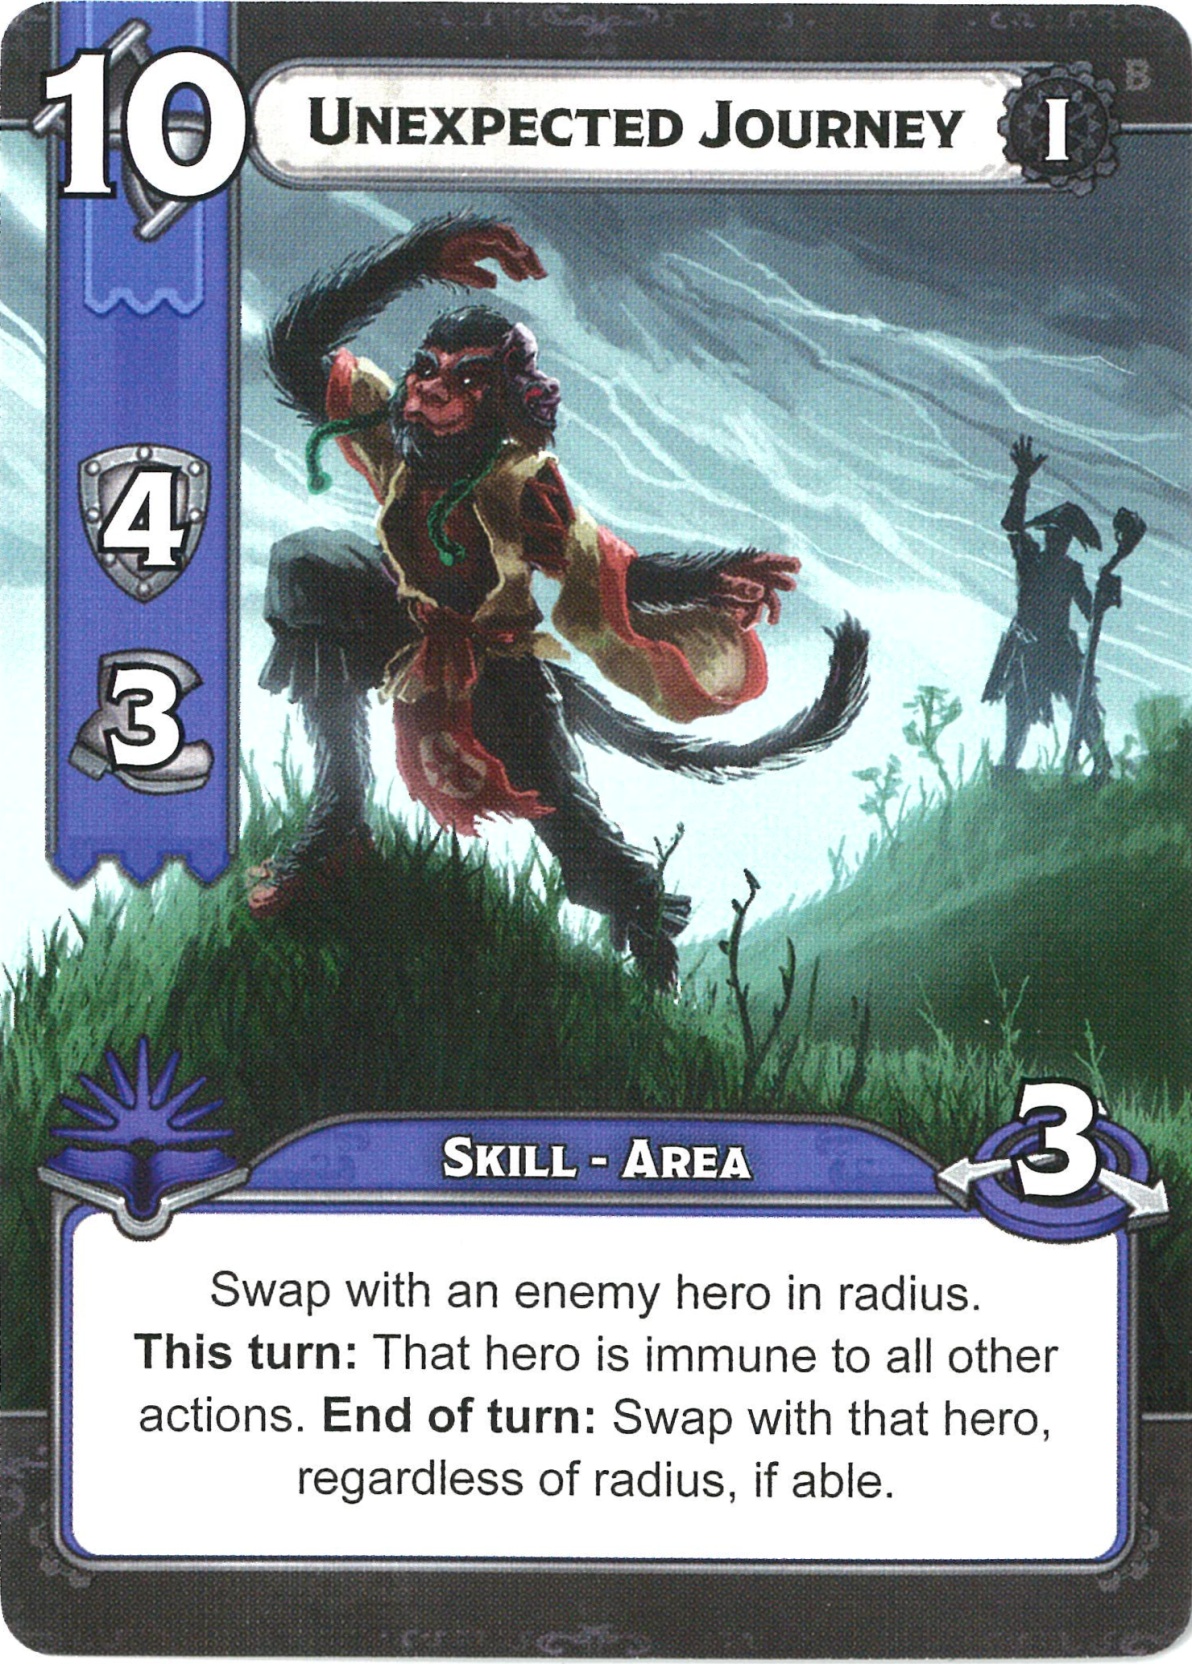 10
UNEXPECTED JOURNEY
I
B
4
3
SKILL - AREA
3
Swap with an enemy hero in radius.
This turn: That hero is immune to all other
actions. End of turn: Swap with that hero,
regardless of radius, if able.